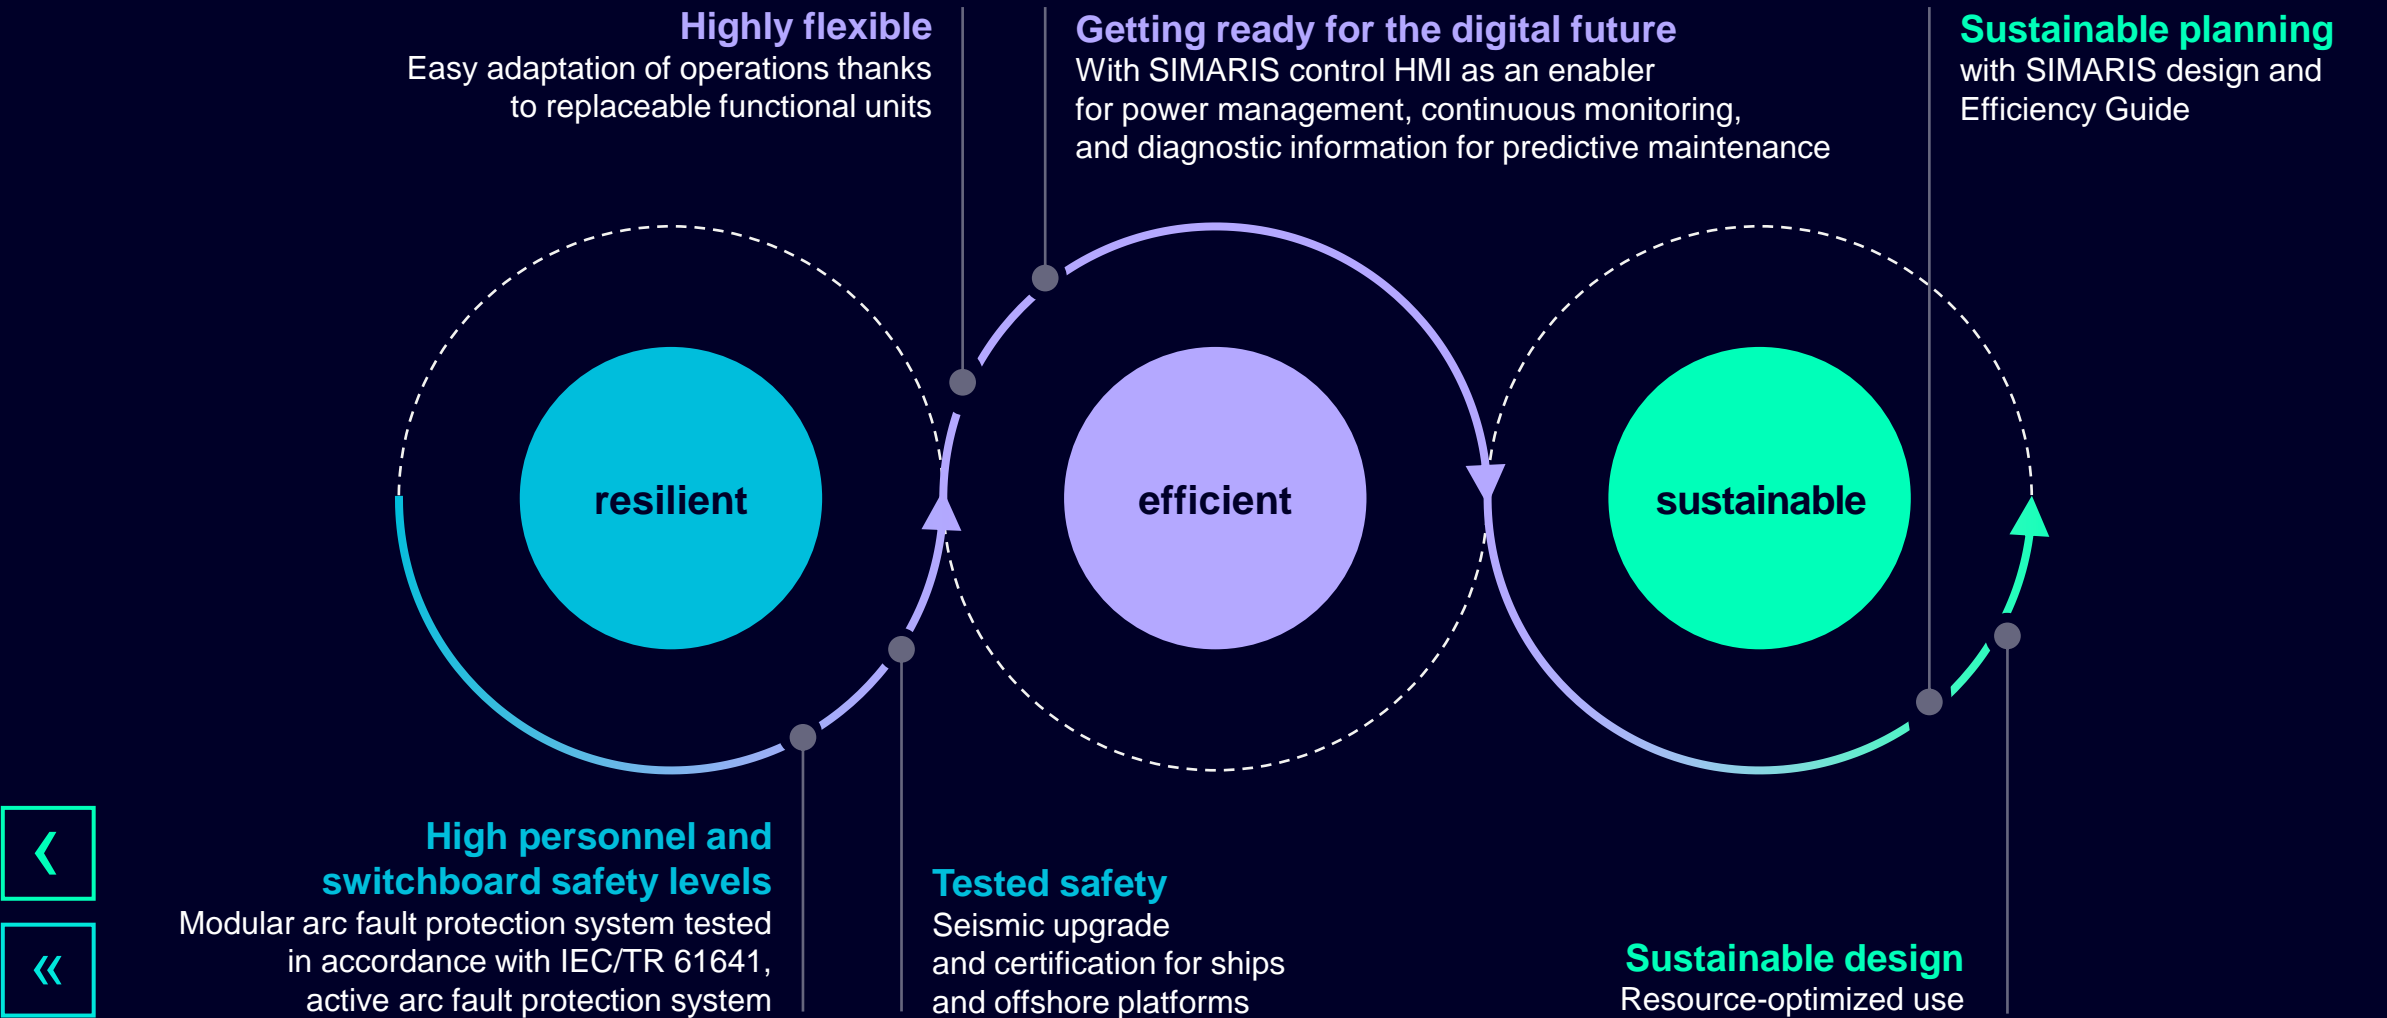 Highly flexible
Easy adaptation of operations thanks
to replaceable functional units
Getting ready for the digital future
With SIMARIS control HMI as an enabler
for power management, continuous monitoring,
and diagnostic information for predictive maintenance
Sustainable planning
with SIMARIS design and
Efficiency Guide
resilient
efficient
sustainable
High personnel and
switchboard safety levels
Modular arc fault protection system tested
in accordance with IEC/TR 61641,
active arc fault protection system
Tested safety
Seismic upgrade
and certification for ships
and offshore platforms
Sustainable design
Resource-optimized use